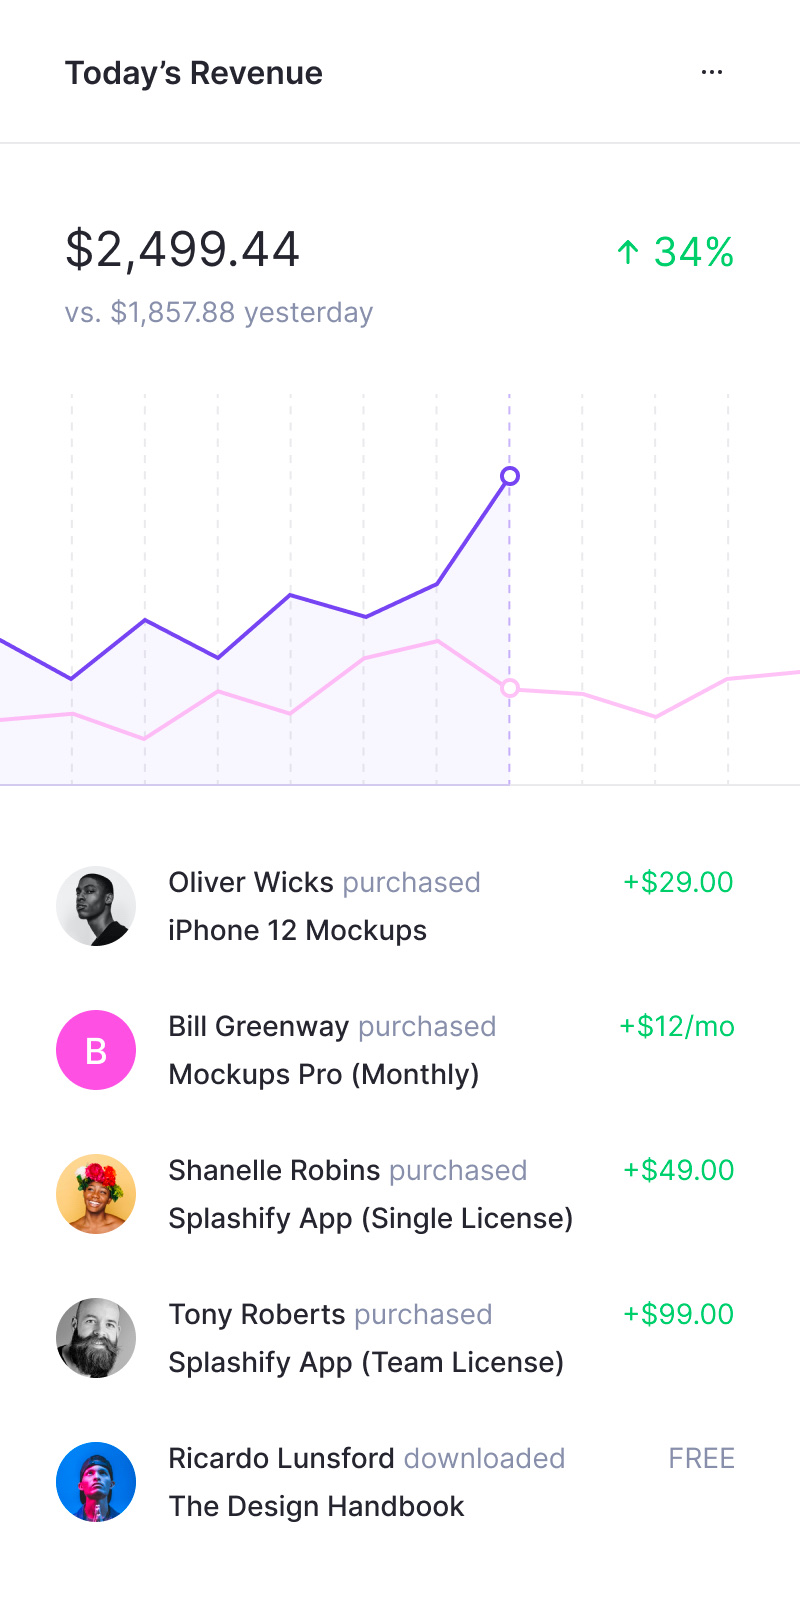 Today’s Revenue
$2,499.44
↑ 34%
vs. $1,857.88 yesterday
Oliver Wicks purchased +$29.00
iPhone 12 Mockups
B
Bill Greenway purchased +$12/mo
Mockups Pro (Monthly)
Shanelle Robins purchased +$49.00
Splashify App (Single License)
Tony Roberts purchased +$99.00
Splashify App (Team License)
Ricardo Lunsford downloaded FREE
The Design Handbook